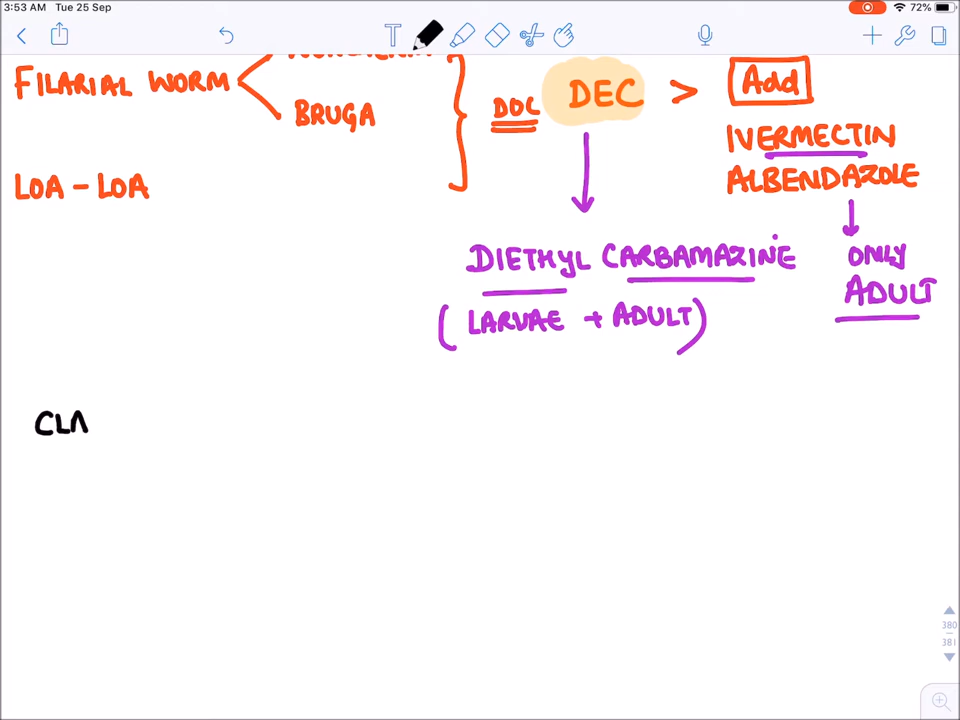 3:53 AM Tue 25 Sep 72%
T
FILARIAL WORM
BRUGA
LOA - LOA
DOC DEC > Add
IVERMECTIN
ALBENDAZOLE
DIETHYL CARBAMAZINE
(LARVAE + ADULT)
ONLY
ADULT
CLA
380
381